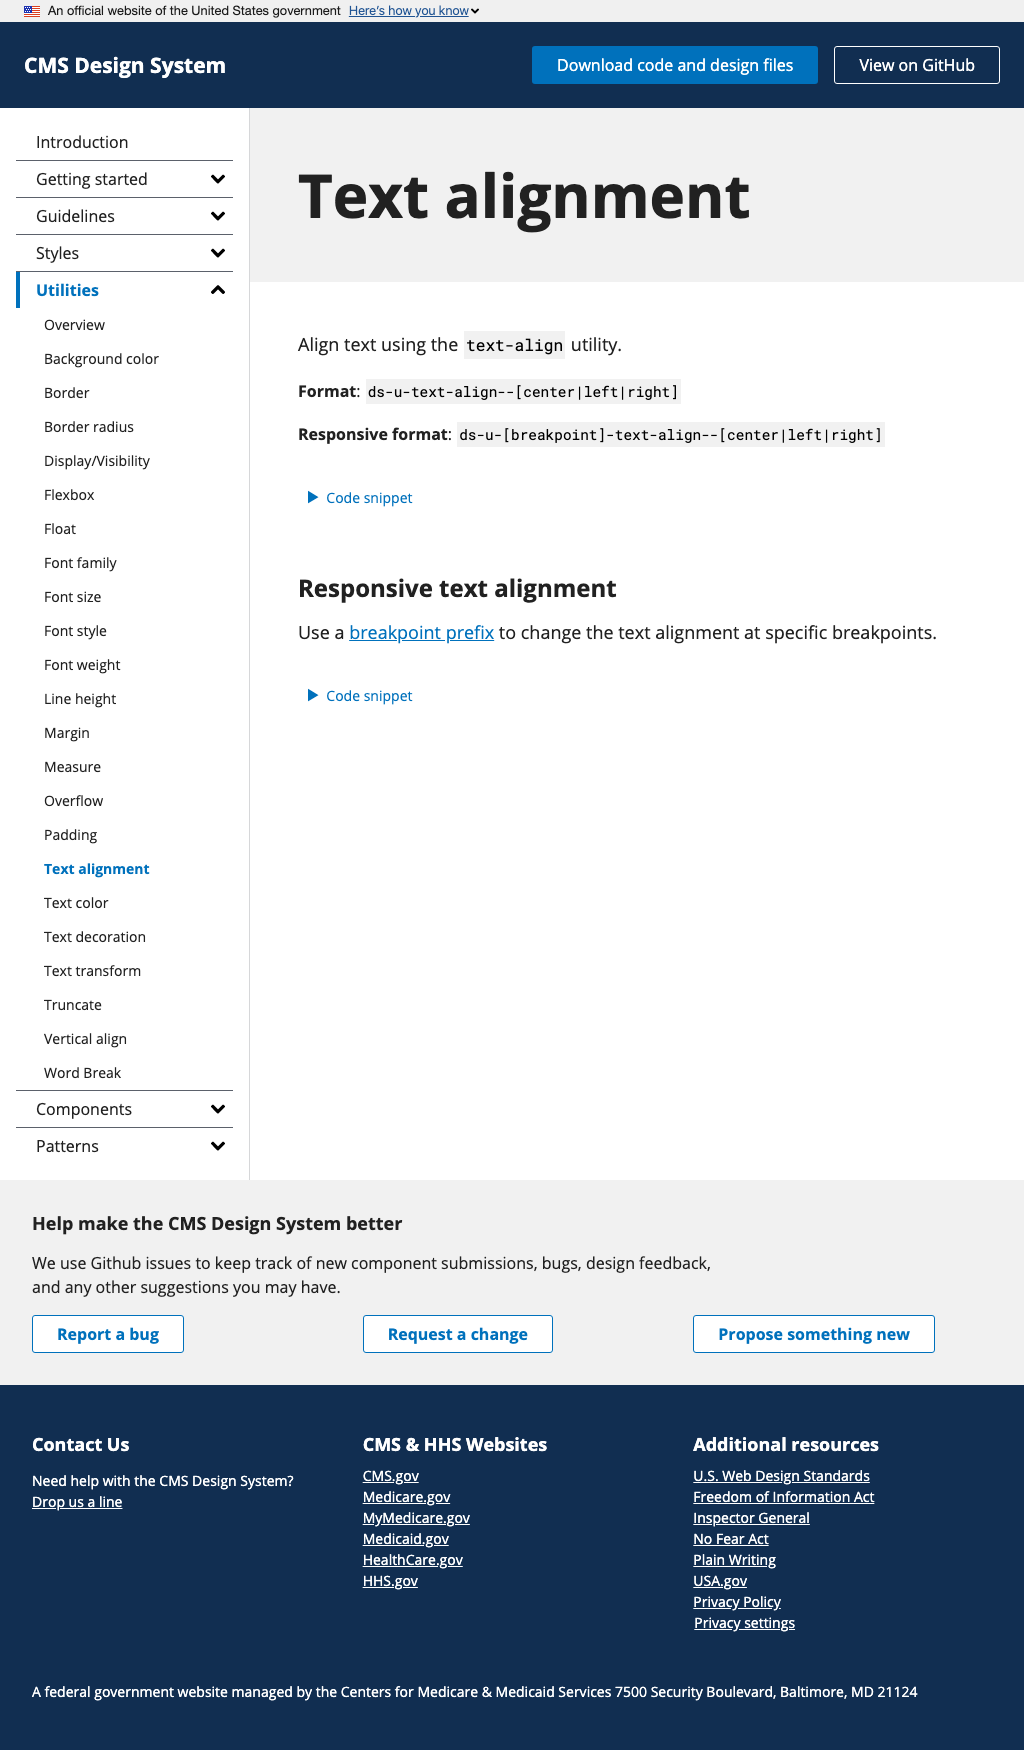 An official website of the United States government Here's how you know
CMS Design System
Download code and design files
View on GitHub
Introduction
Getting started
Guidelines
Styles
Utilities
Overview
Background color
Border
Border radius
Display/Visibility
Flexbox
Float
Font family
Font size
Font style
Font weight
Line height
Margin
Measure
Overflow
Padding
Text alignment
Text color
Text decoration
Text transform
Truncate
Vertical align
Word Break
Components
Patterns
Text alignment
Align text using the text-align utility.
Format: ds-u-text-align--[center|left|right]
Responsive format: ds-u-[breakpoint]-text-align--[center|left|right]
Code snippet
Responsive text alignment
Use a breakpoint prefix to change the text alignment at specific breakpoints.
Code snippet
Help make the CMS Design System better
We use Github issues to keep track of new component submissions, bugs, design feedback,
and any other suggestions you may have.
Report a bug
Request a change
Propose something new
Contact Us
Need help with the CMS Design System?
Drop us a line
CMS & HHS Websites
CMS.gov
Medicare.gov
MyMedicare.gov
Medicaid.gov
HealthCare.gov
HHS.gov
Additional resources
U.S. Web Design Standards
Freedom of Information Act
Inspector General
No Fear Act
Plain Writing
USA.gov
Privacy Policy
Privacy settings
A federal government website managed by the Centers for Medicare & Medicaid Services 7500 Security Boulevard, Baltimore, MD 21124